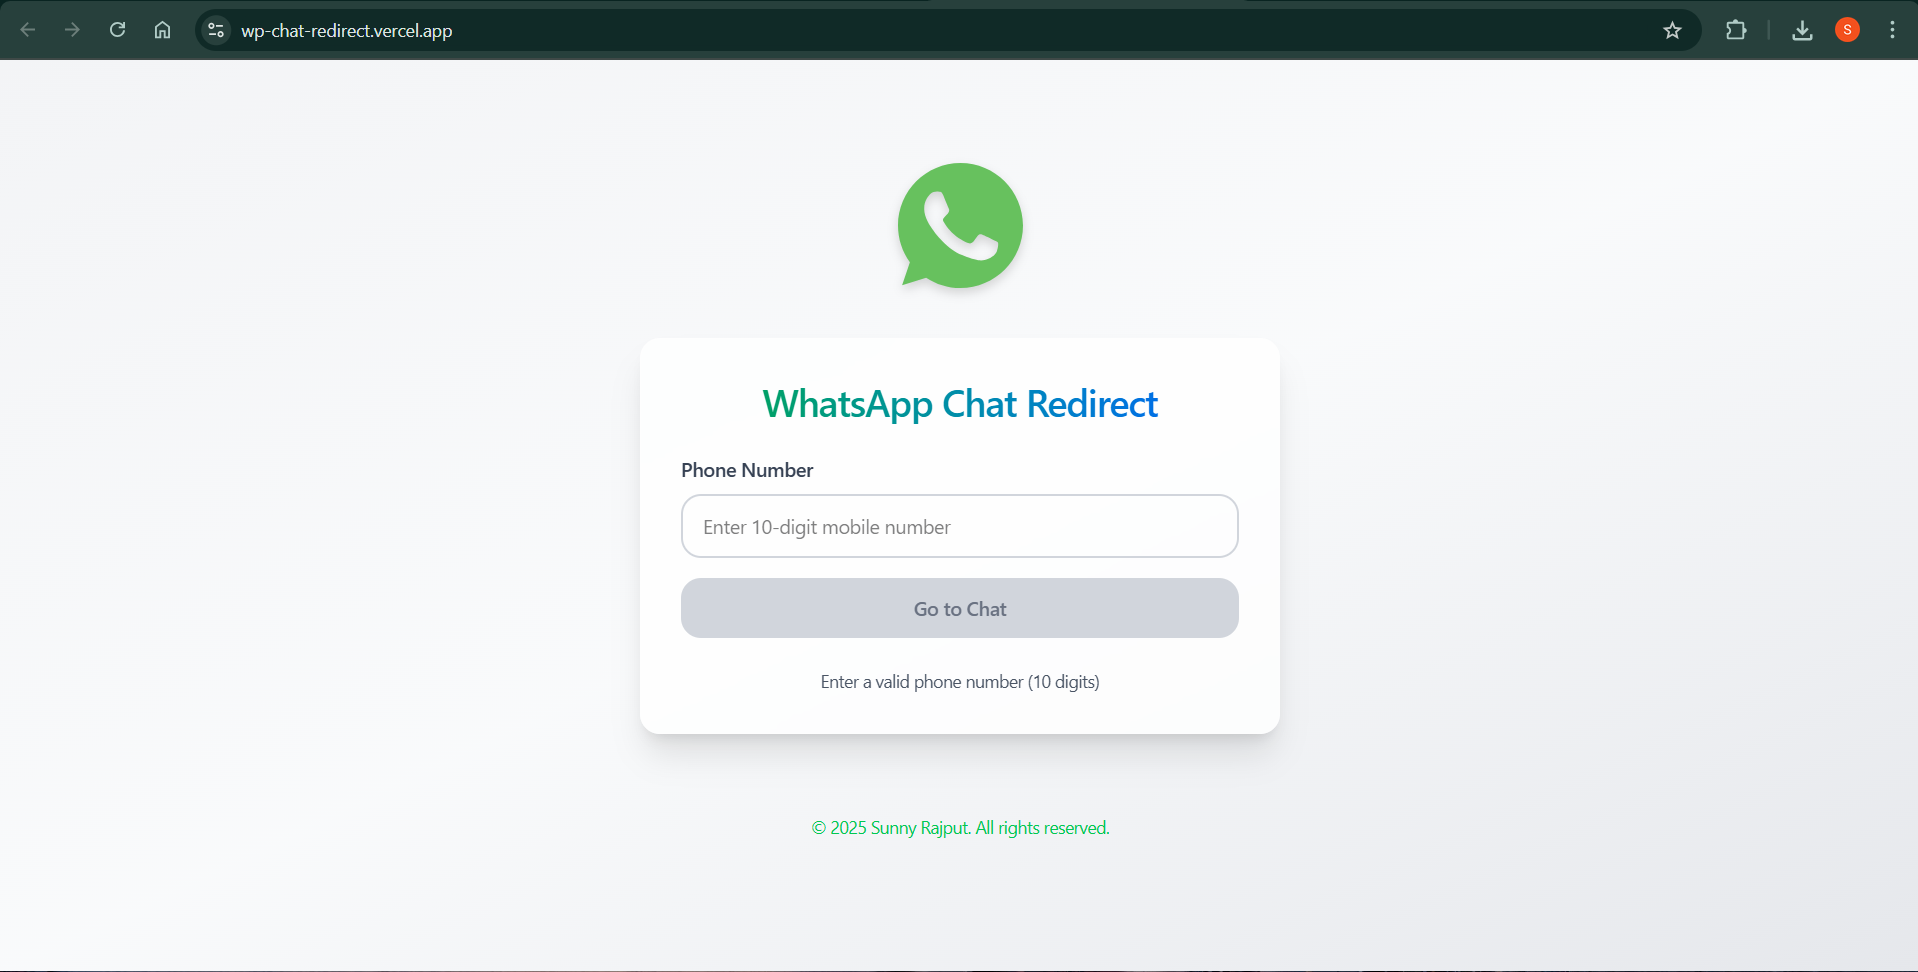 wp-chat-redirect.vercel.app
S
WhatsApp Chat Redirect
Phone Number
Enter 10-digit mobile number
Go to Chat
Enter a valid phone number (10 digits)
© 2025 Sunny Rajput. All rights reserved.